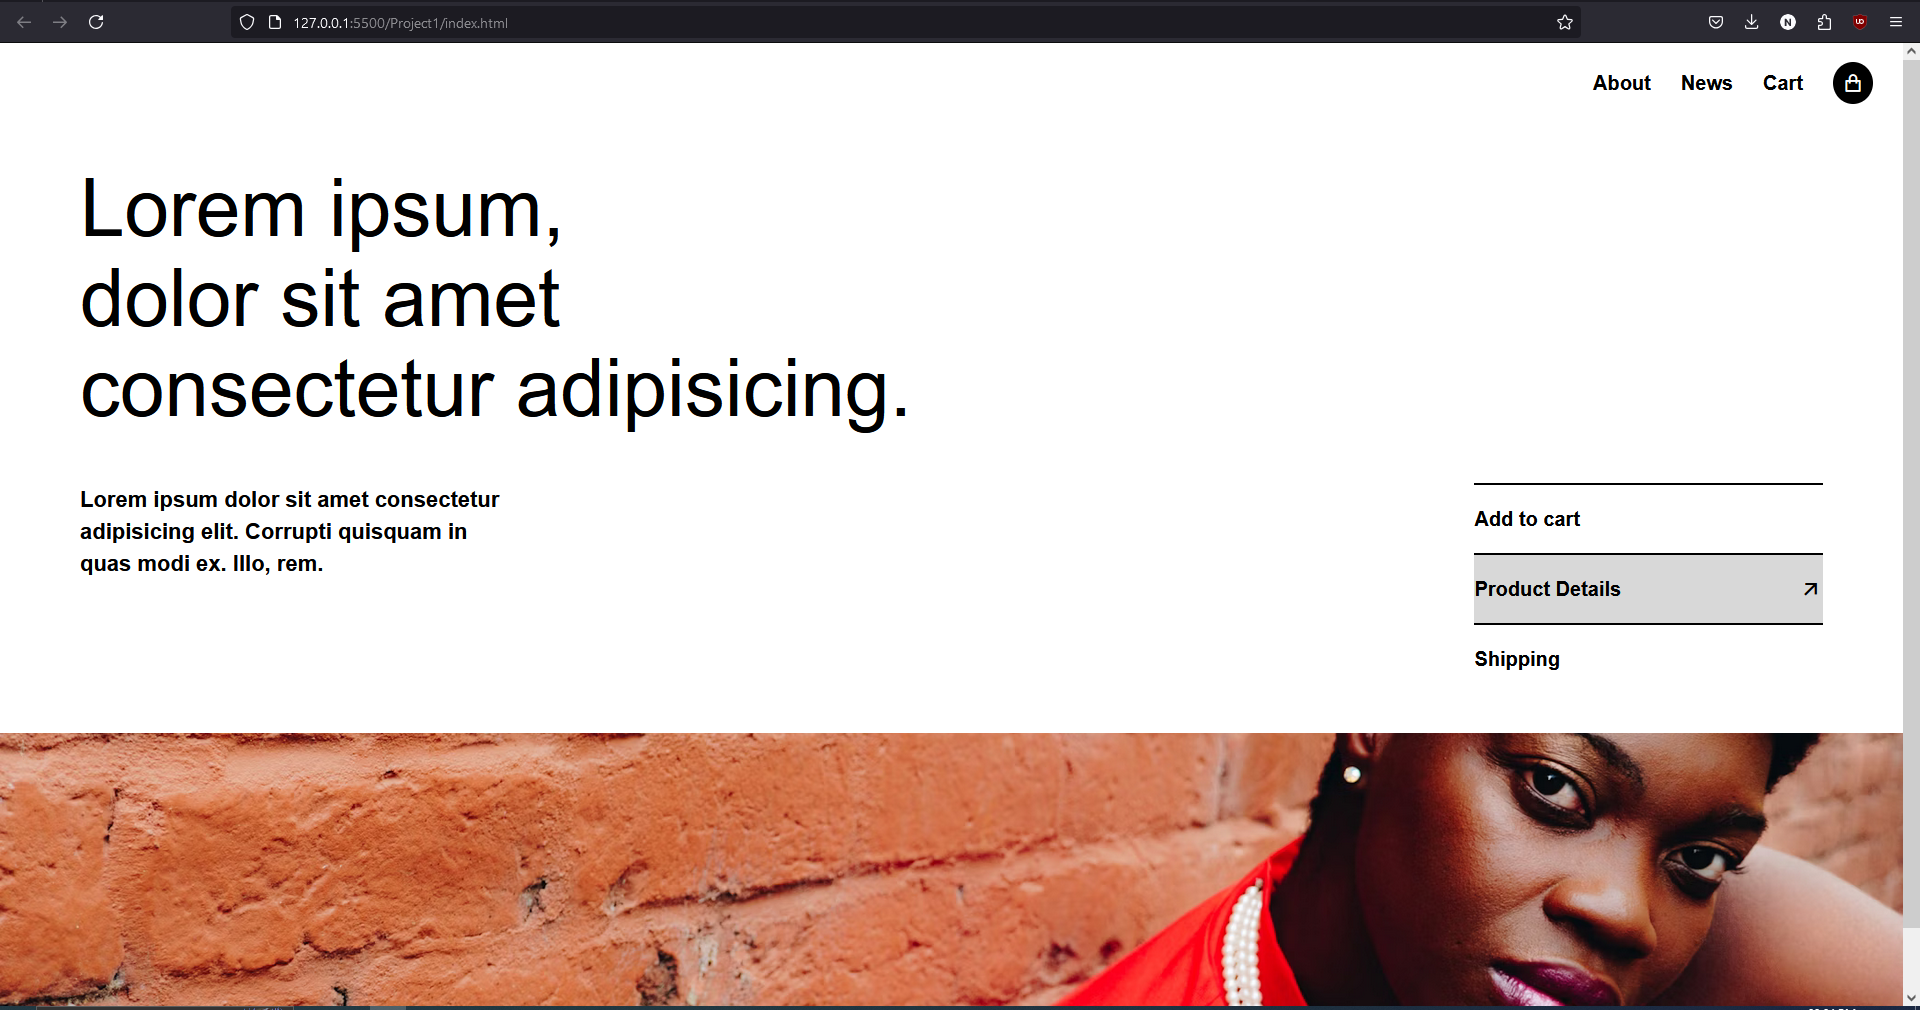 127.0.0.1:5500/Project1/index.html
N
UD
About News Cart
Lorem ipsum,
dolor sit amet
consectetur adipisicing.
Lorem ipsum dolor sit amet consectetur
adipisicing elit. Corrupti quisquam in
quas modi ex. Illo, rem.
Add to cart
Product Details
Shipping